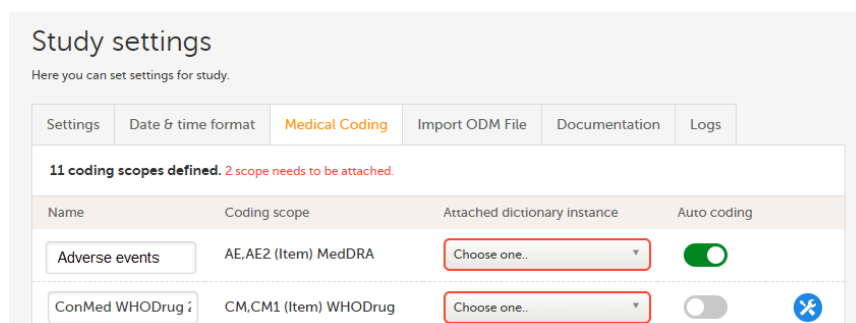 Study settings
Here you can set settings for study.
Settings Date & time format Medical Coding Import ODM File Documentation Logs
11 coding scopes defined. 2 scope needs to be attached.
Name Coding scope Attached dictionary instance Auto coding
Adverse events AE,AE2 (Item) MedDRA Choose one..
ConMed WHODrug CM,CM1 (Item) WHODrug Choose one..